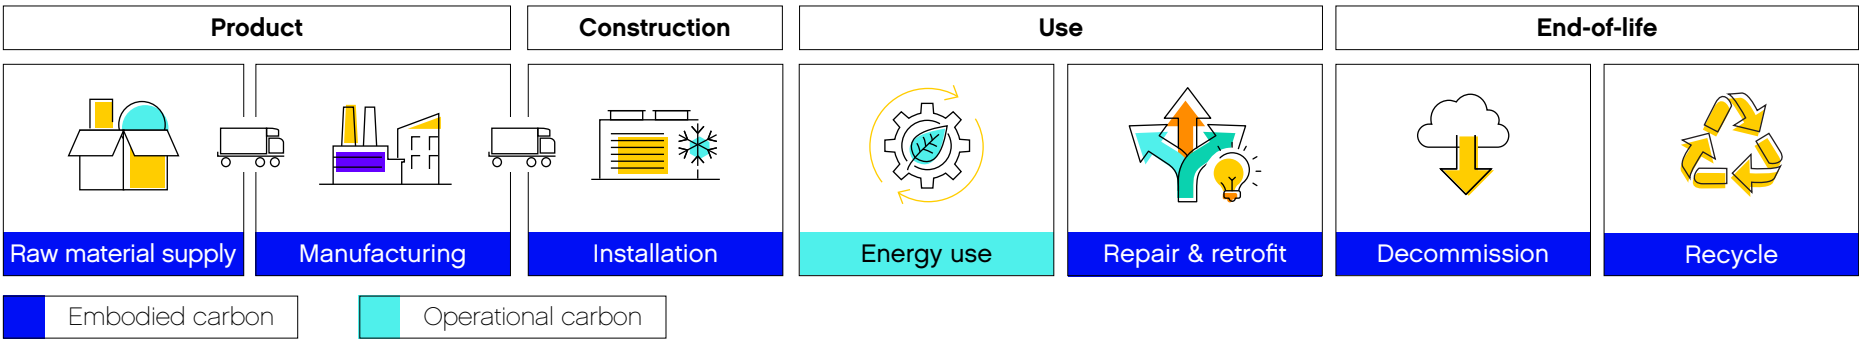 Product
Construction
Use
End-of-life
Raw material supply
Manufacturing
Installation
Energy use
Repair & retrofit
Decommission
Recycle
Embodied carbon
Operational carbon